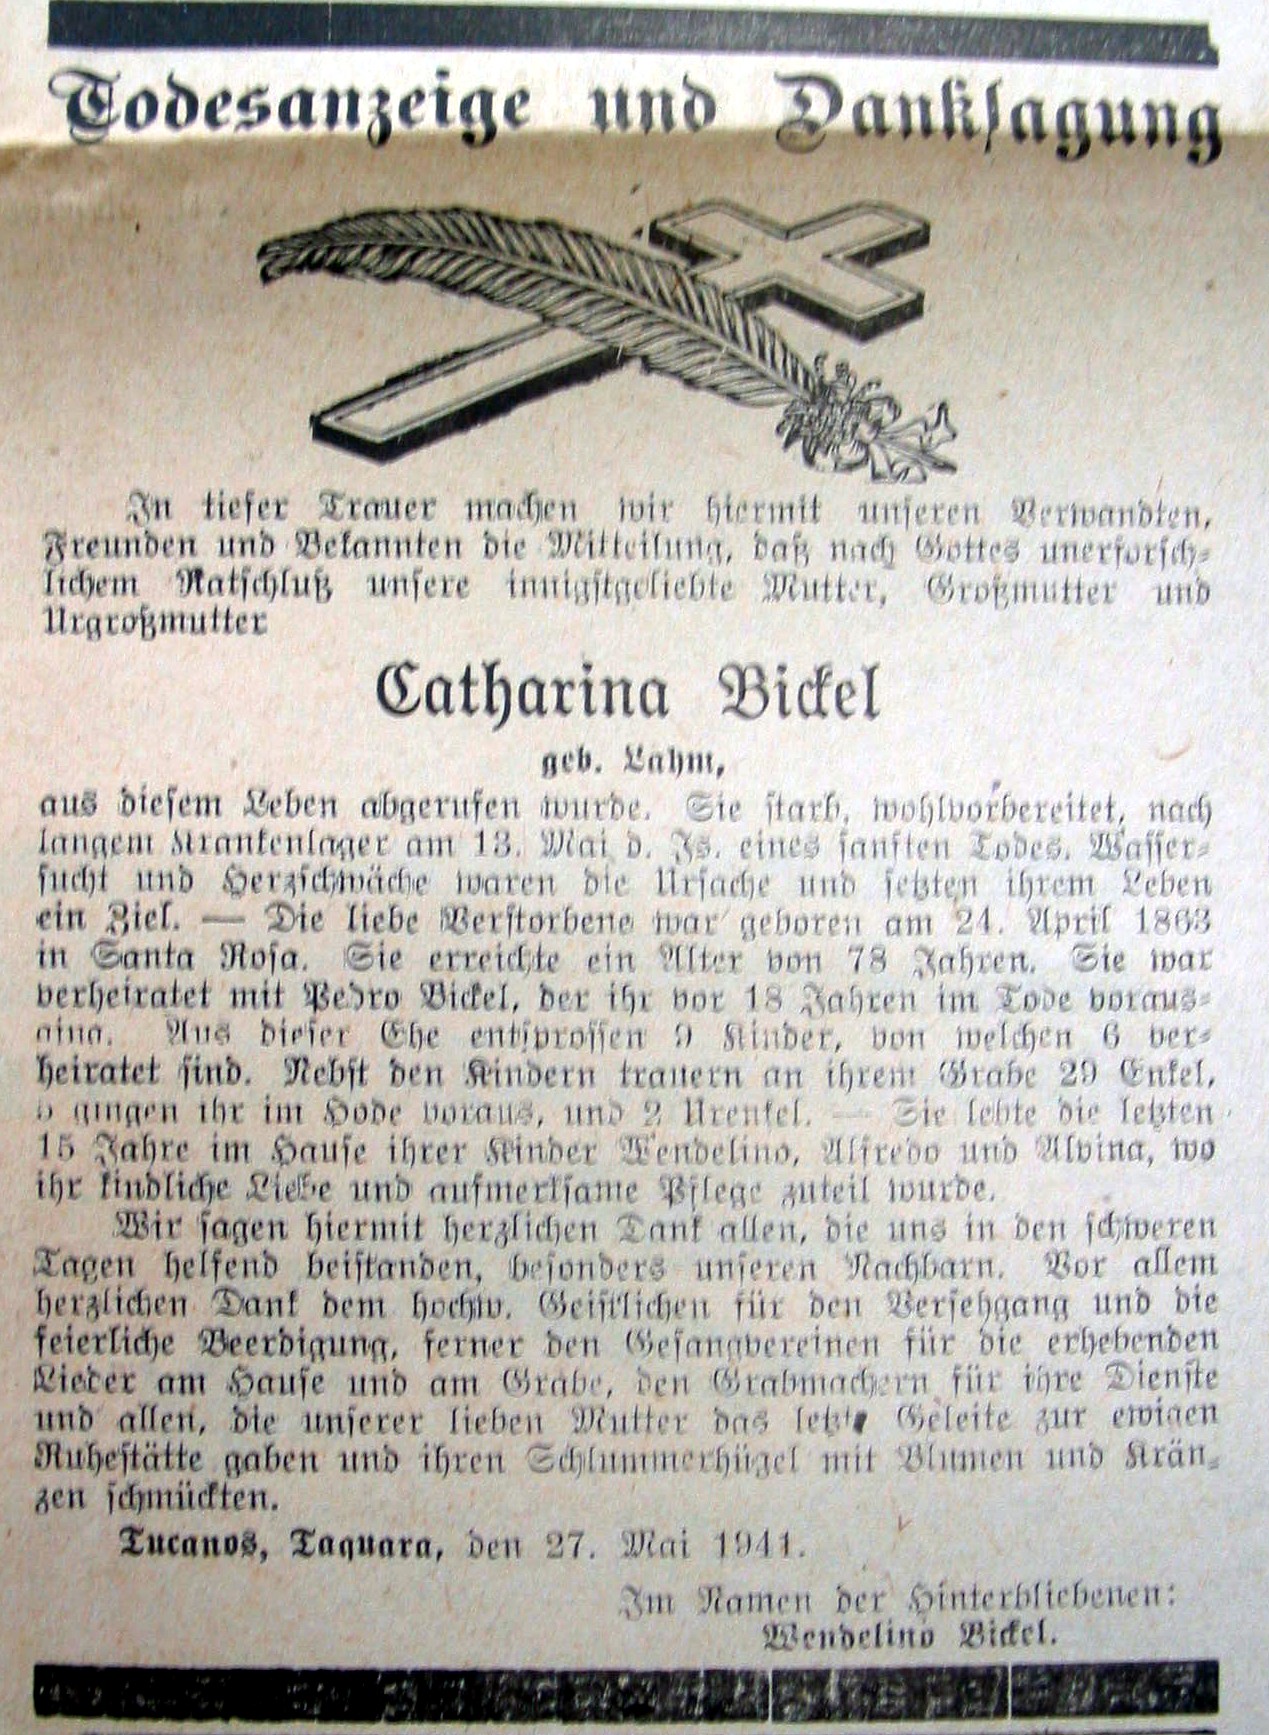 Todesanzeige und Danksagung
In tiefer Trauer machen wir hiermit unseren Verwandten,
Freunden und Bekannten die Mitteilung, daß nach Gottes unerforsch-
lichem Ratschluß unsere innigstgeliebte Mutter, Großmutter und
Urgroßmutter
Catharina Bickel
geb. Lahm,
aus diesem Leben abgerufen wurde. Sie starb, wohlvorbereitet, nach
langem Krankenlager am 13. Mai d. Js. eines sanften Todes. Wasser-
sucht und Herzschwäche waren die Ursache und setzten ihrem Leben
ein Ziel. — Die liebe Verstorbene war geboren am 24. April 1863
in Santa Rosa. Sie erreichte ein Alter von 78 Jahren. Sie war
verheiratet mit Pedro Bickel, der ihr vor 18 Jahren im Tode voraus-
ging. Aus dieser Ehe entsprossen 9 Kinder, von welchen 6 ver-
heiratet sind. Nebst den Kindern trauern an ihrem Grabe 29 Enkel,
5 gingen ihr im Tode voraus, und 2 Urenkel. — Sie lebte die letzten
15 Jahre im Hause ihrer Kinder Wendelino, Alfredo und Alvina, wo
ihr kindliche Liebe und aufmerksame Pflege zuteil wurde.
Wir sagen hiermit herzlichen Dank allen, die uns in den schweren
Tagen helfend beistanden, besonders unseren Nachbarn. Vor allem
herzlichen Dank dem hochw. Geistlichen für den Versehgang und die
feierliche Beerdigung, ferner den Gesangvereinen für die erhebenden
Lieder am Hause und am Grabe, den Grabmachern für ihre Dienste
und allen, die unserer lieben Mutter das letzte Geleite zur ewigen
Ruhestätte gaben und ihren Schlummerhügel mit Blumen und Krän-
zen schmückten.
Tucanos, Taquara, den 27. Mai 1941.
Im Namen der Hinterbliebenen:
Wendelino Bickel.